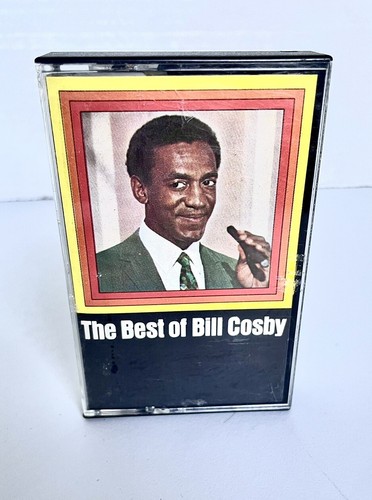 The Best of Bill Cosby